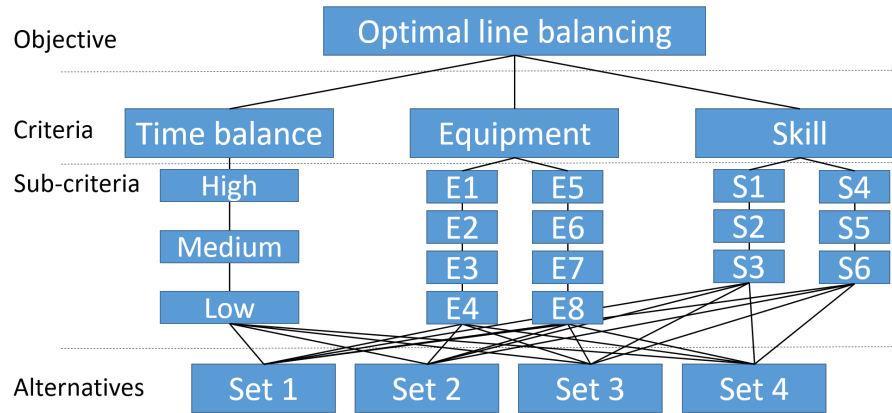 Objective
Optimal line balancing
Criteria
Time balance
Equipment
Skill
Sub-criteria
High
E1
E5
S1
S4
Medium
E2
E6
S2
S5
E3
E7
S3
S6
Low
E4
E8
Alternatives
Set 1
Set 2
Set 3
Set 4